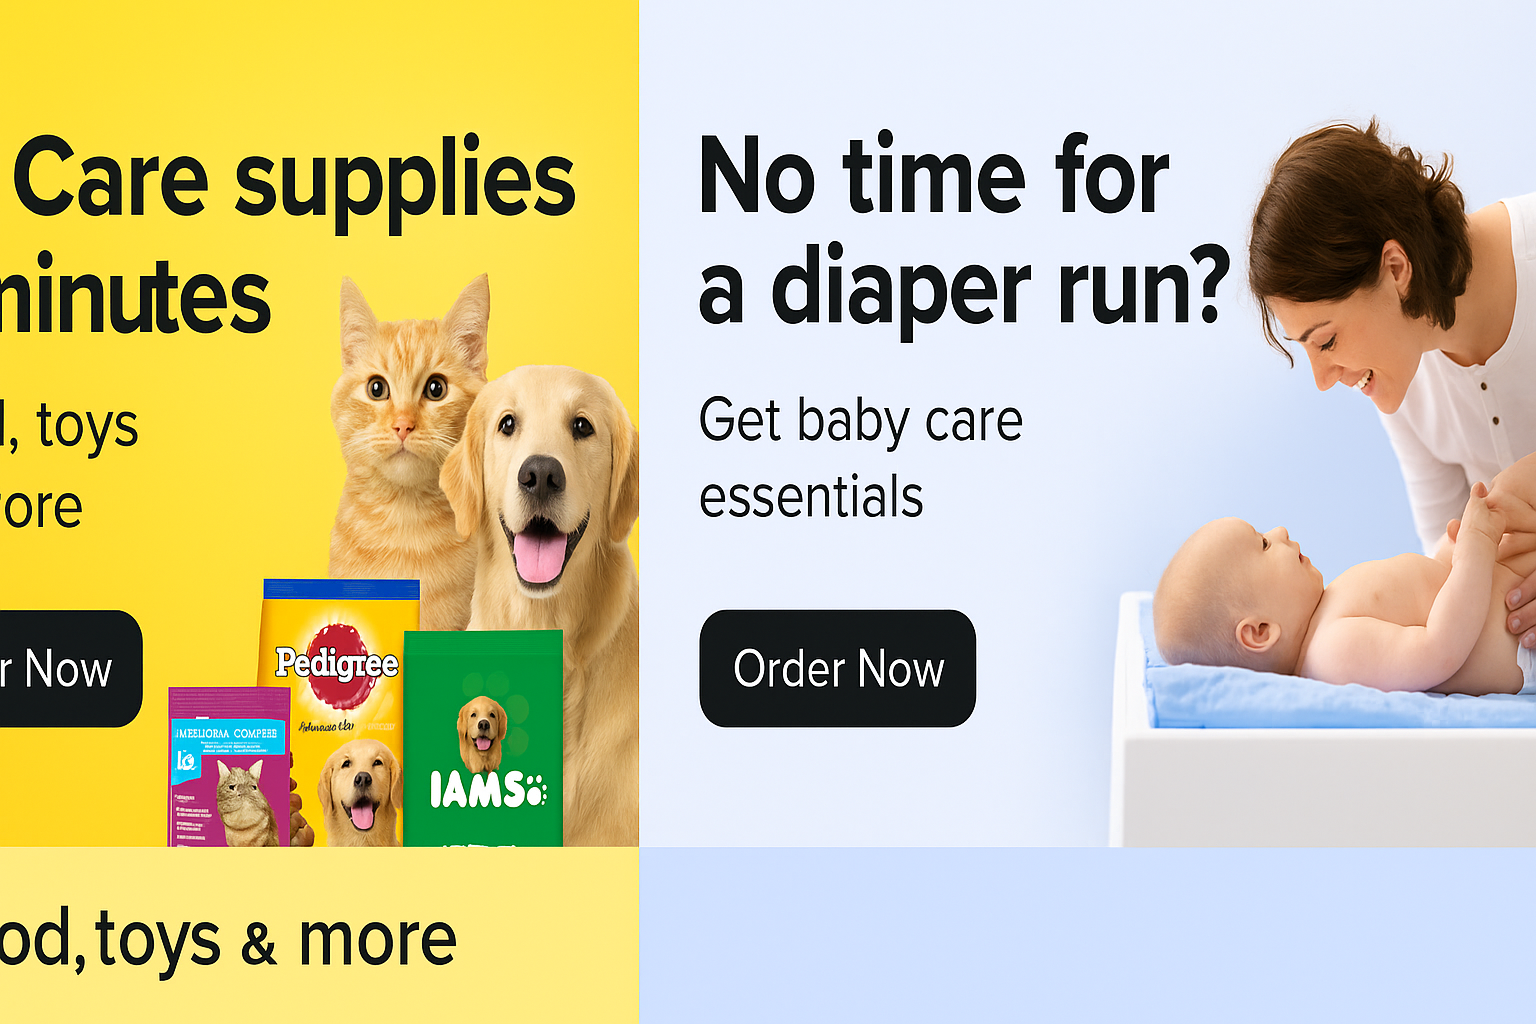 Care supplies
minutes
, toys
ore
r Now
Pedigree
IAMS
No time for
a diaper run?
Get baby care
essentials
Order Now
od, toys & more